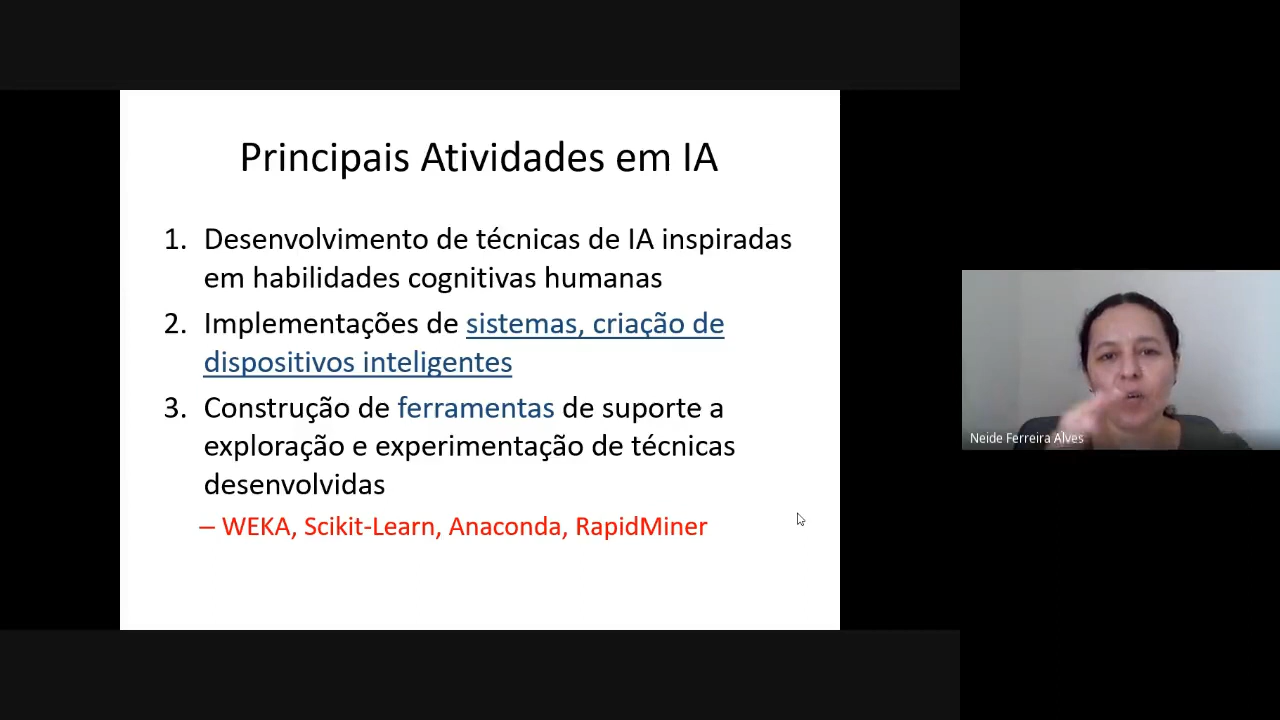 Principais Atividades em IA
1. Desenvolvimento de técnicas de IA inspiradas
em habilidades cognitivas humanas
2. Implementações de sistemas, criação de
dispositivos inteligentes
3. Construção de ferramentas de suporte a
exploração e experimentação de técnicas
desenvolvidas
– WEKA, Scikit-Learn, Anaconda, RapidMiner
Neide Ferreira Alves